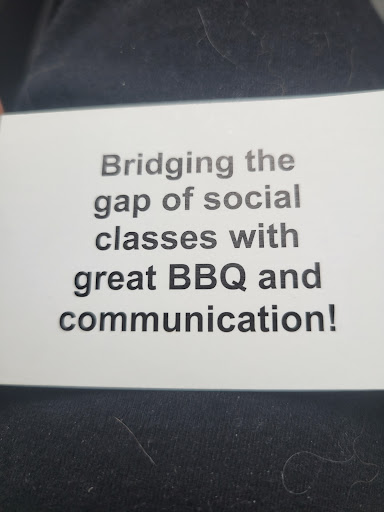 Bridging the
gap of social
classes with
great BBQ and
communication!